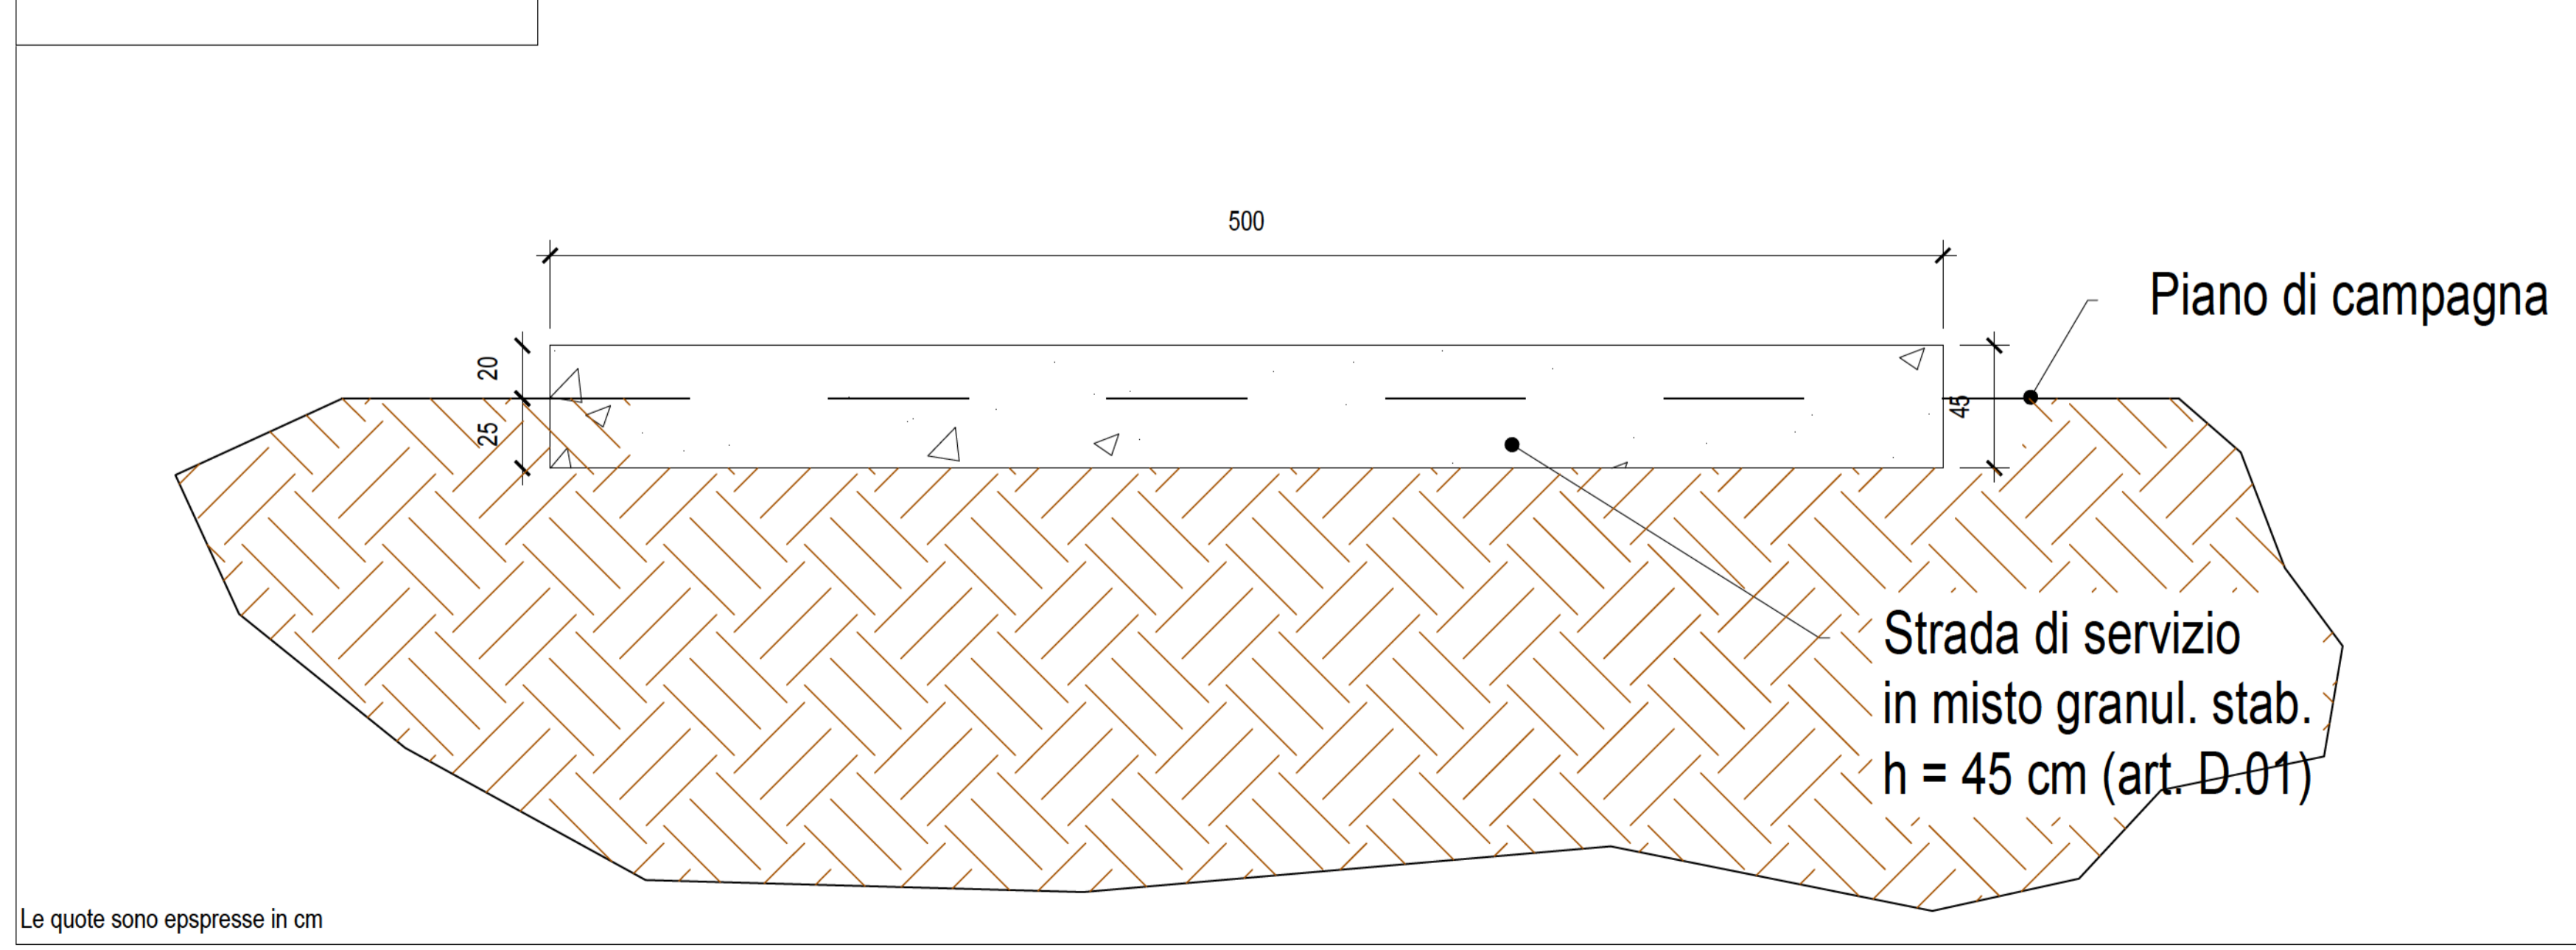 500
Piano di campagna
20
25
45
Strada di servizio
in misto granul. stab.
h = 45 cm (art. D.01)
Le quote sono epspresse in cm